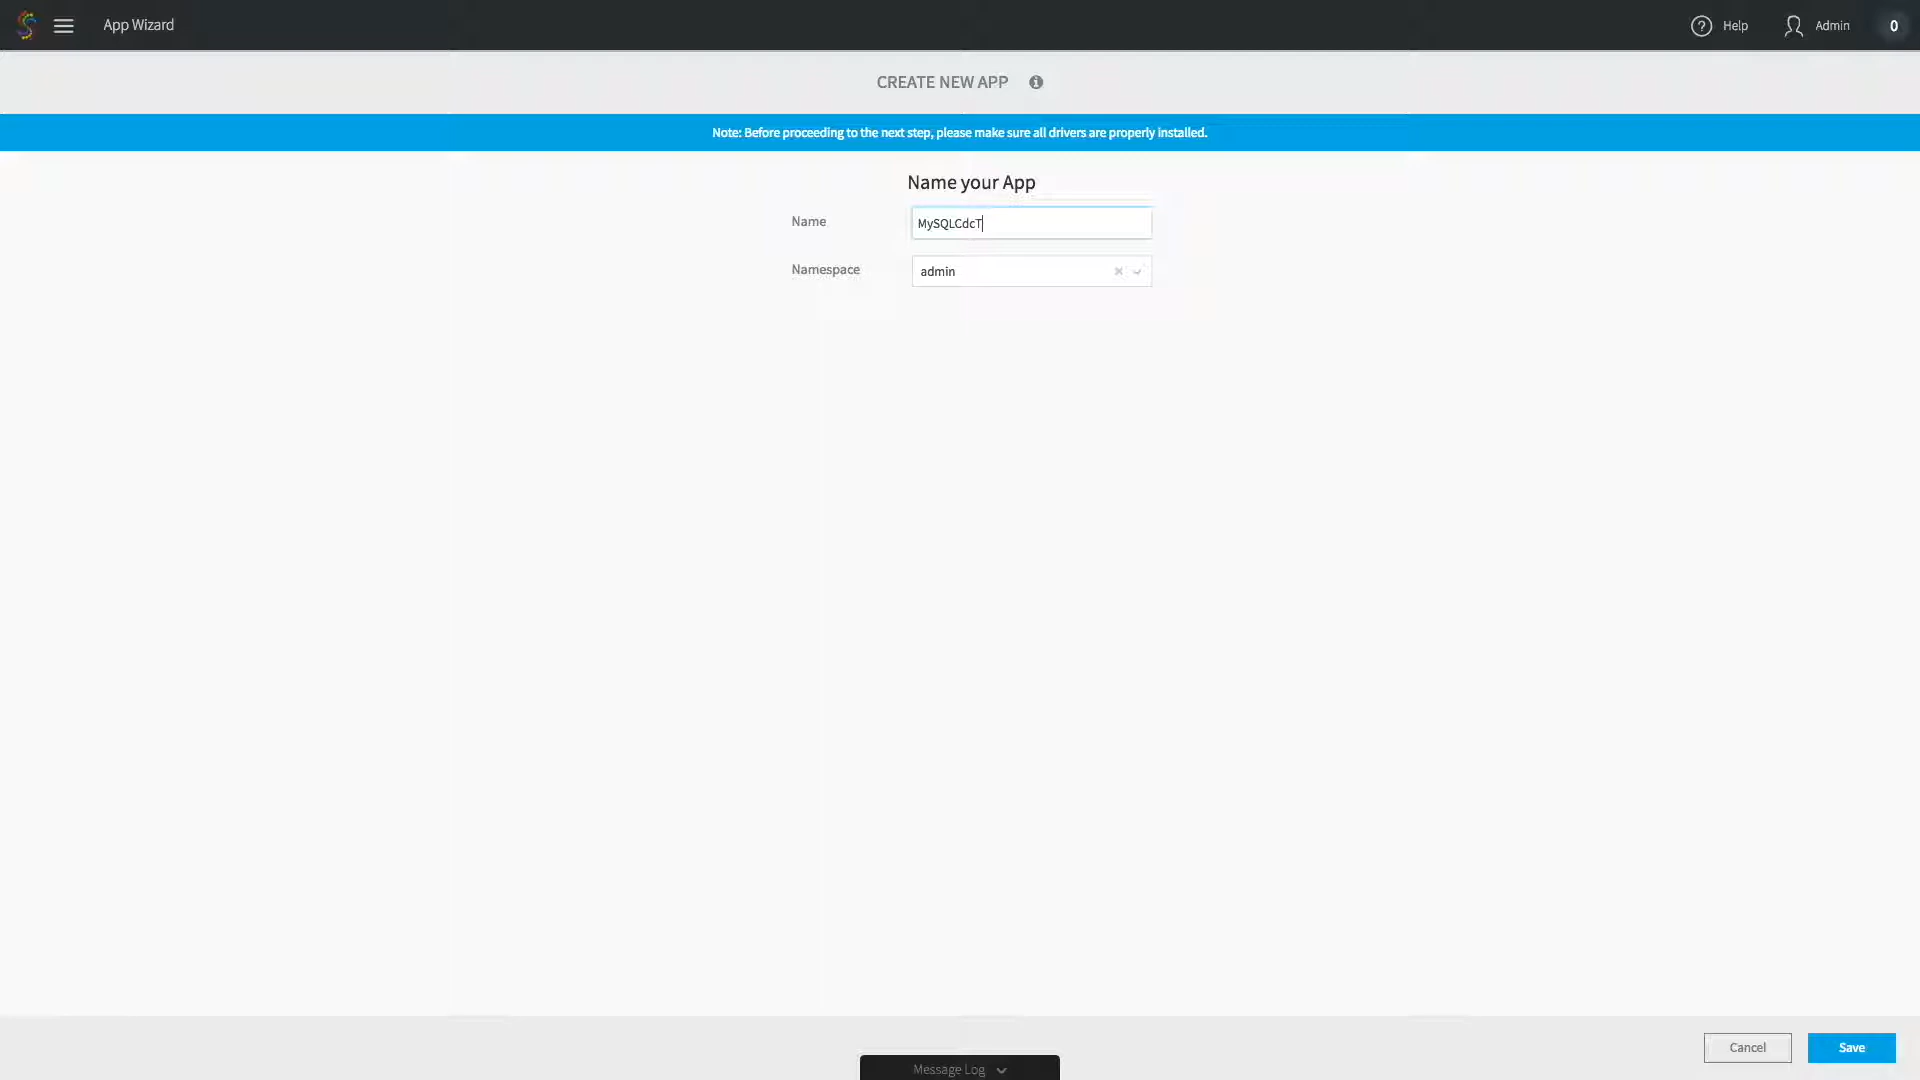 App Wizard
Help
Admin
0
CREATE NEW APP
Note: Before proceeding to the next step, please make sure all drivers are properly installed.
Name your App
Name
MySQLCdcT
Namespace
admin
Cancel
Save
Message Log